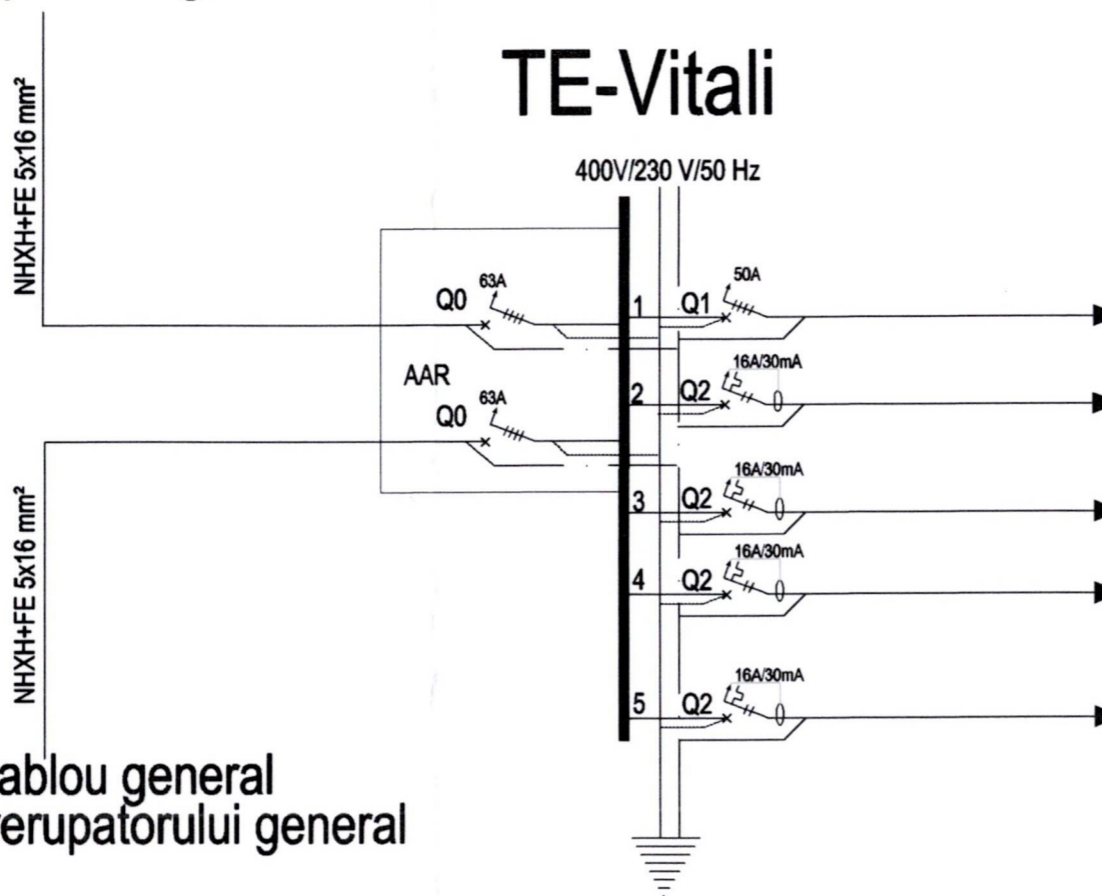 TE-Vitali
400V/230 V/50 Hz
NHXH+FE 5x16 mm²
Q0 63A
1 Q1 50A
AAR
2 Q2 16A/30mA
Q0 63A
3 Q2 16A/30mA
NHXH+FE 5x16 mm²
4 Q2 16A/30mA
5 Q2 16A/30mA
ablou general
erupatorului general